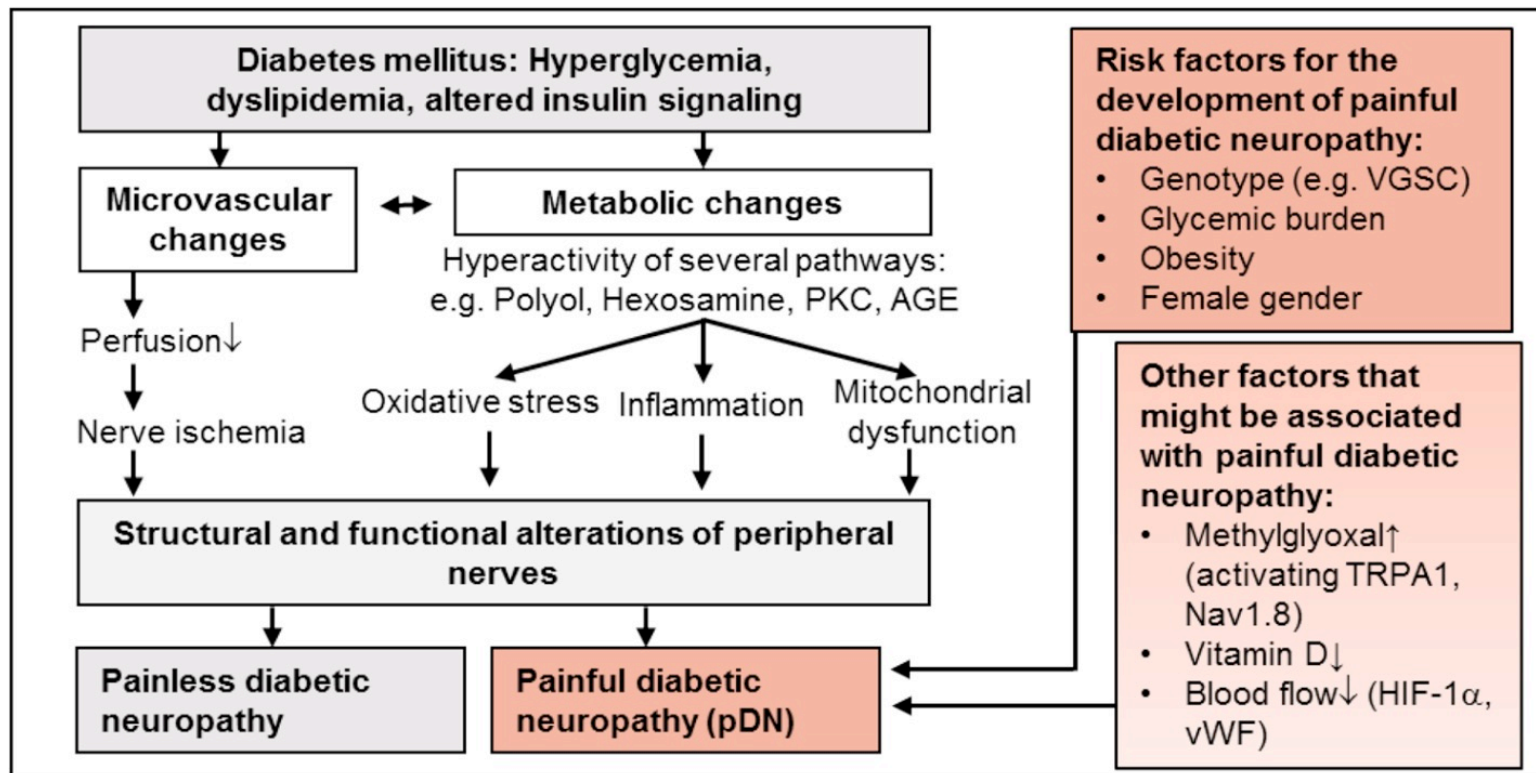 Diabetes mellitus: Hyperglycemia,
dyslipidemia, altered insulin signaling
Microvascular
changes
Metabolic changes
Hyperactivity of several pathways:
e.g. Polyol, Hexosamine, PKC, AGE
Perfusion↓
Nerve ischemia
Oxidative stress
Inflammation
Mitochondrial
dysfunction
Structural and functional alterations of peripheral
nerves
Painless diabetic
neuropathy
Painful diabetic
neuropathy (pDN)
Risk factors for the
development of painful
diabetic neuropathy:
• Genotype (e.g. VGSC)
• Glycemic burden
• Obesity
• Female gender
Other factors that
might be associated
with painful diabetic
neuropathy:
• Methylglyoxal↑
(activating TRPA1,
Nav1.8)
• Vitamin D↓
• Blood flow↓ (HIF-1α,
vWF)